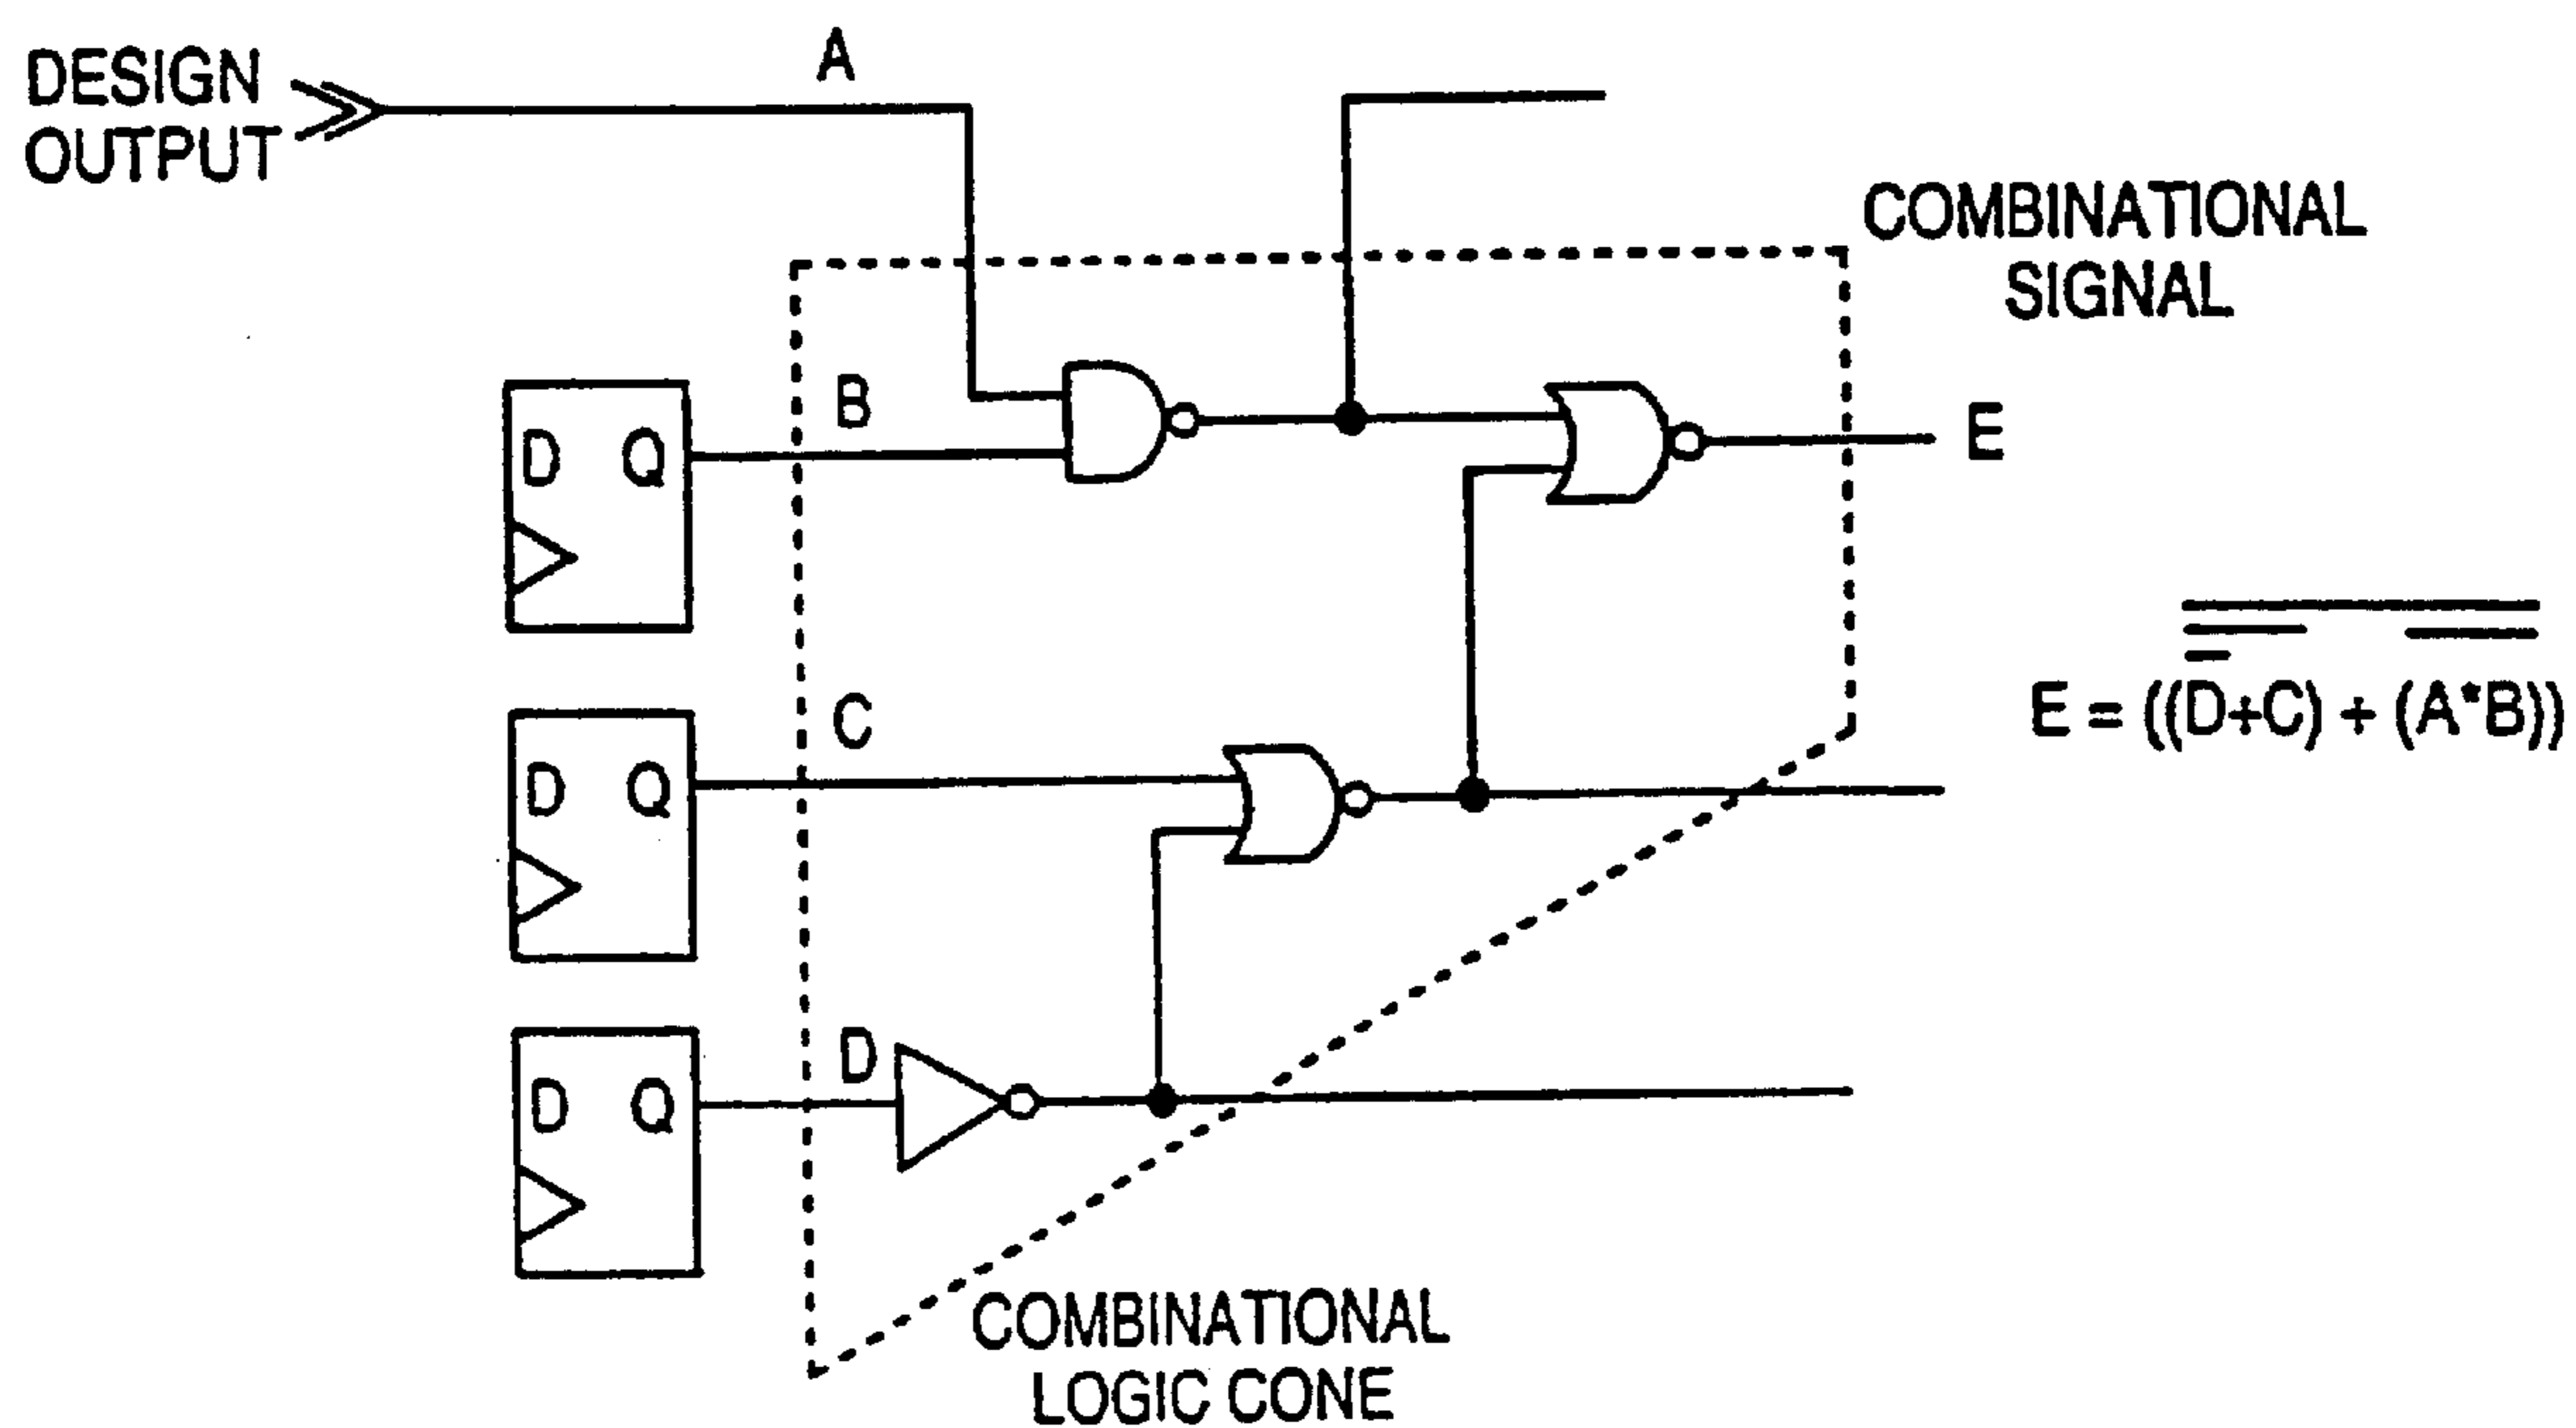 DESIGN
OUTPUT
A
COMBINATIONAL
SIGNAL
B
D Q
E
E = ((D̅+C)̅ + (A*B)̅)̅
C
D Q
D
D Q
COMBINATIONAL
LOGIC CONE